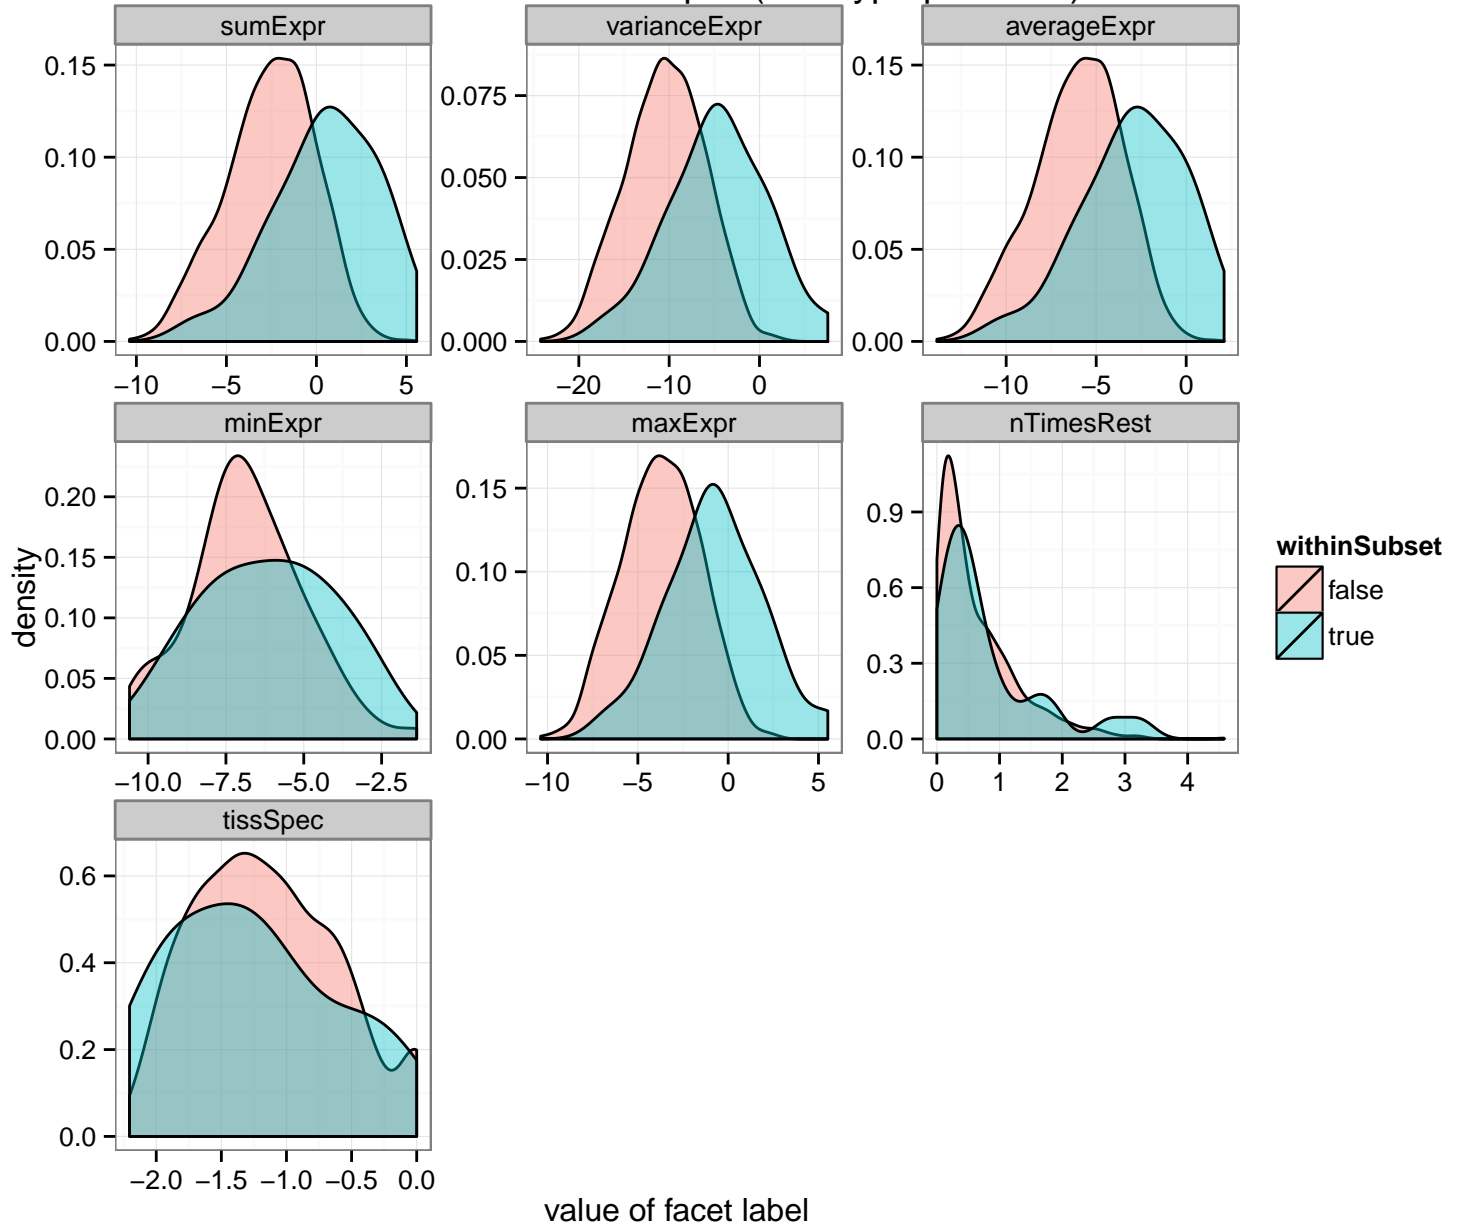 sumExpr varianceExpr averageExpr
0.15 0.10 0.05 0.00
−10 −5 0 5
0.075 0.050 0.025 0.000
−20 −10 0
0.15 0.10 0.05 0.00
−10 −5 0
minExpr maxExpr nTimesRest
0.20 0.15 0.10 0.05 0.00
−10.0 −7.5 −5.0 −2.5
0.15 0.10 0.05 0.00
−10 −5 0 5
0.9 0.6 0.3 0.0
0 1 2 3 4
tissSpec
0.6 0.4 0.2 0.0
−2.0 −1.5 −1.0 −0.5 0.0
density
value of facet label
withinSubset
false
true